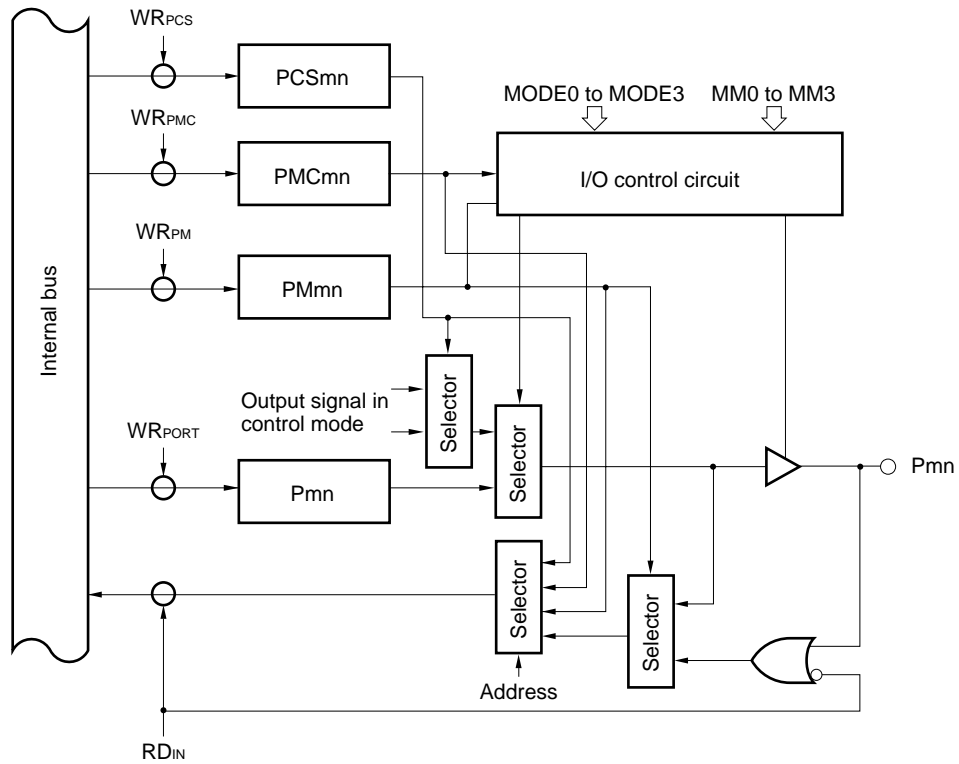 WRPCS
PCSmn
MODE0 to MODE3
MM0 to MM3
WRPMC
PMCmn
I/O control circuit
WRPM
PMmn
Internal bus
Selector
Output signal in
control mode
Selector
WRPORT
Pmn
Pmn
Selector
Selector
Address
RDIN